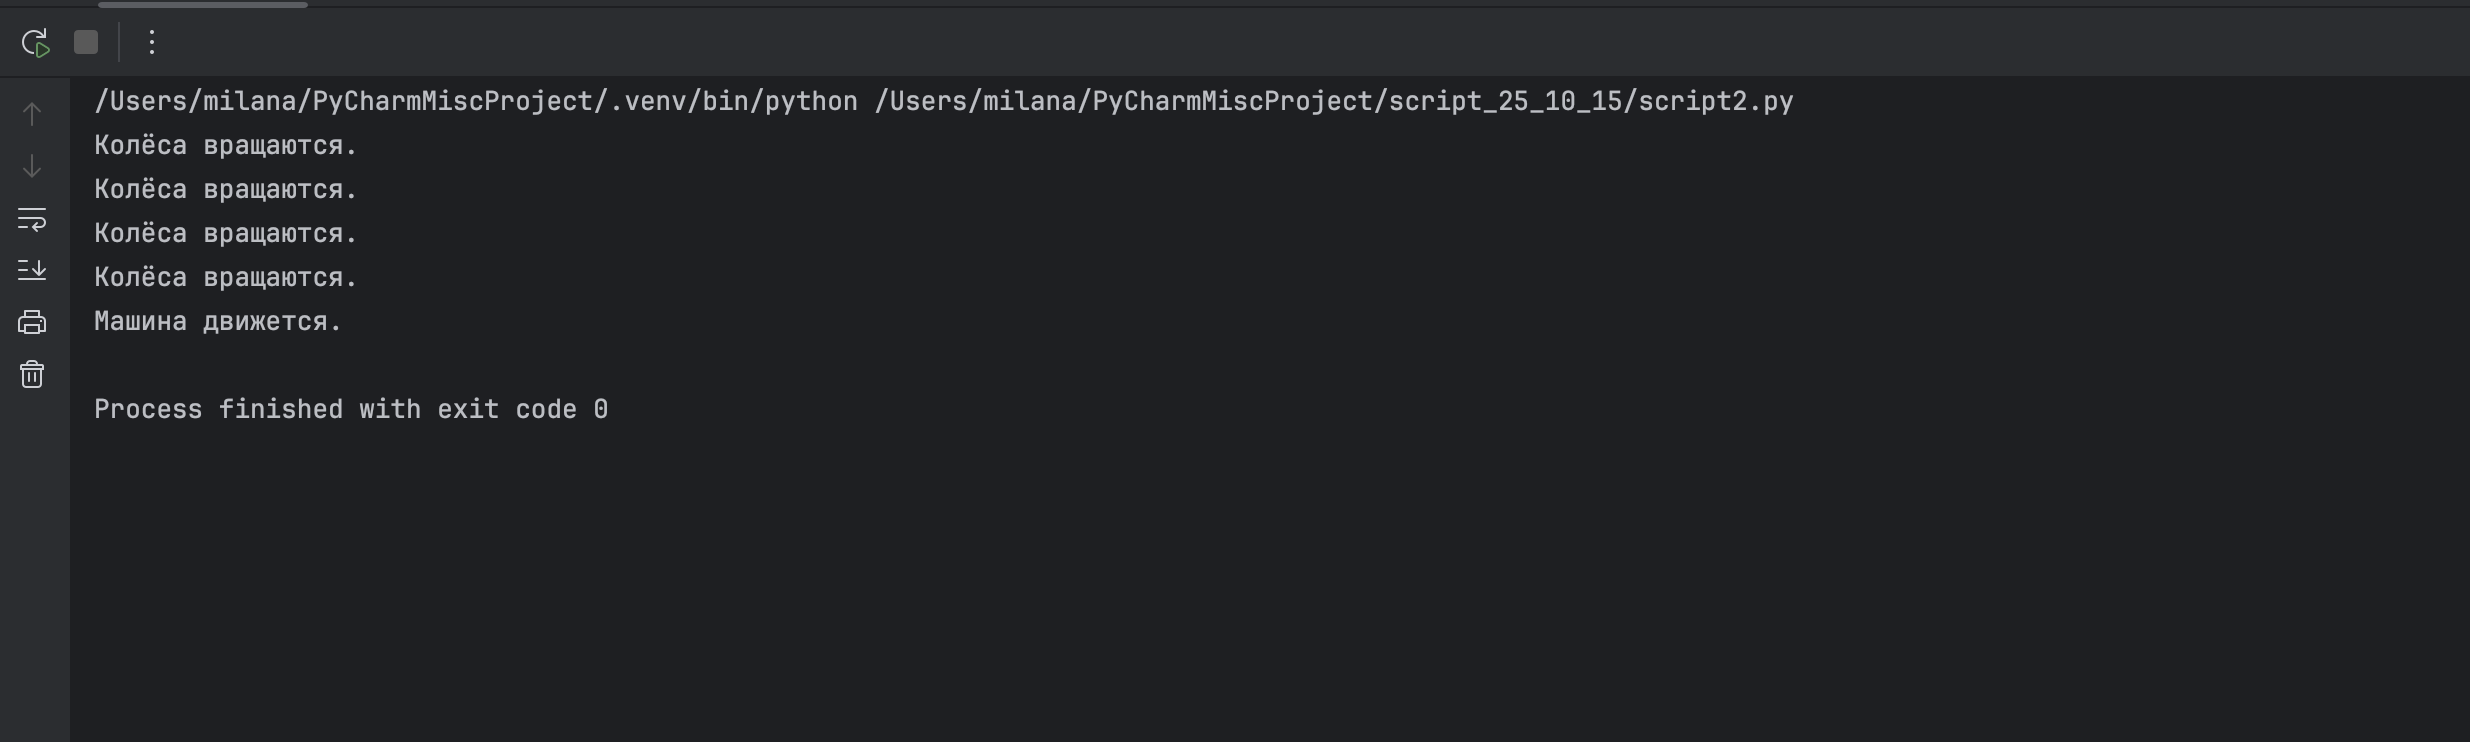 /Users/milana/PyCharmMiscProject/.venv/bin/python /Users/milana/PyCharmMiscProject/script_25_10_15/script2.py
Колёса вращаются.
Колёса вращаются.
Колёса вращаются.
Колёса вращаются.
Машина движется.
Process finished with exit code 0